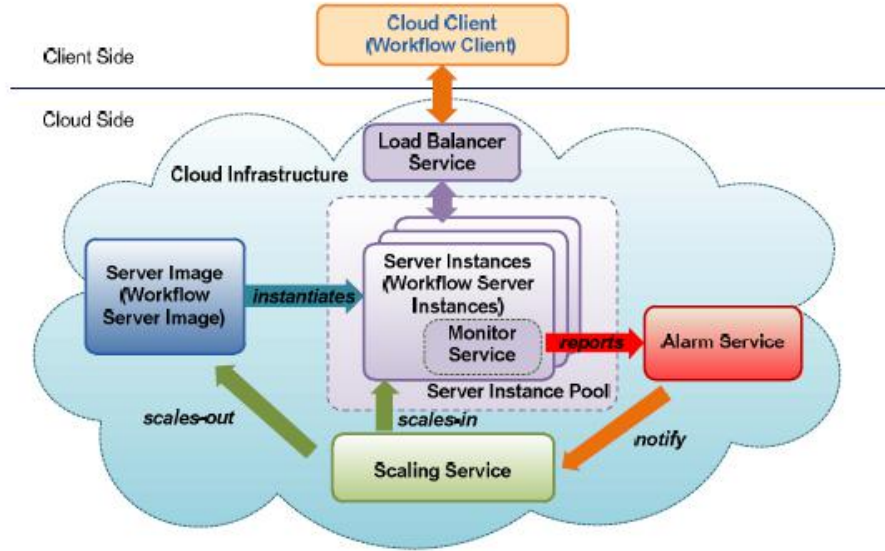 Cloud Client
(Workflow Client)
Client Side
Cloud Side
Load Balancer
Service
Cloud Infrastructure
Server Image
(Workflow
Server Image)
instantiates
Server Instances
(Workflow Server
Instances)
Monitor
Service
reports
Alarm Service
Server Instance Pool
scales-out
scales-in
notify
Scaling Service